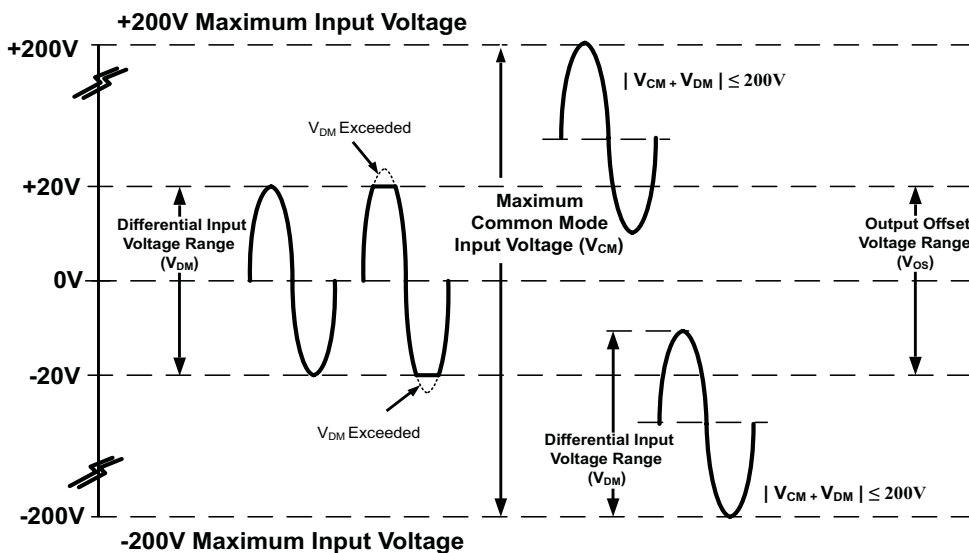 +200V Maximum Input Voltage
+200V
| VCM + VDM | ≤ 200V
VDM Exceeded
+20V
Differential Input
Voltage Range
(VDM)
Maximum
Common Mode
Input Voltage (VCM)
Output Offset
Voltage Range
(VOS)
0V
-20V
VDM Exceeded
Differential Input
Voltage Range
(VDM)
| VCM + VDM | ≤ 200V
-200V
-200V Maximum Input Voltage